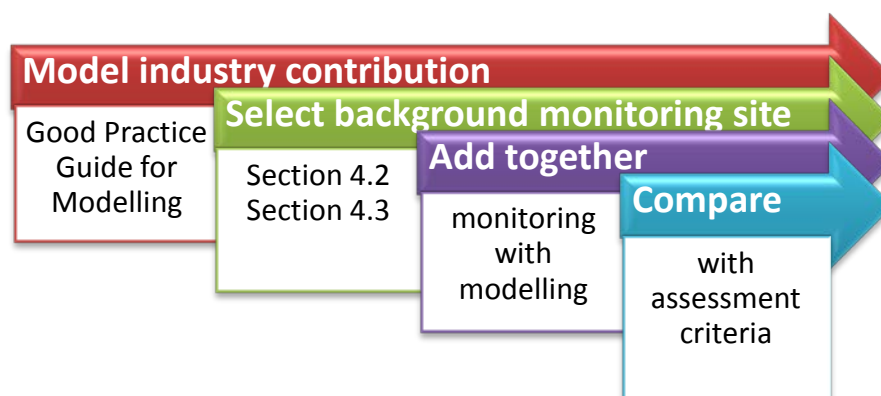 Model industry contribution
Good Practice
Guide for
Modelling
Select background monitoring site
Section 4.2
Section 4.3
Add together
monitoring
with
modelling
Compare
with
assessment
criteria